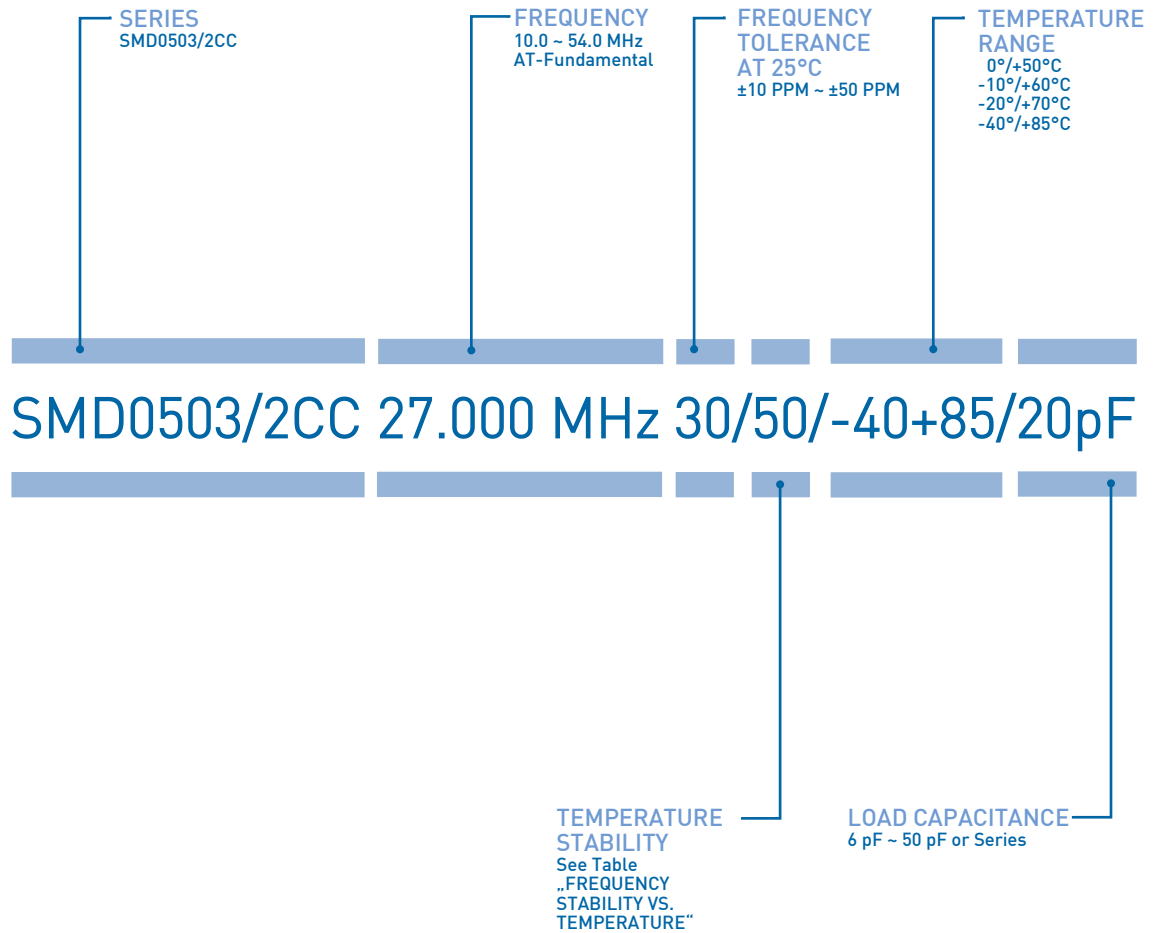 SERIES
SMD0503/2CC
FREQUENCY
10.0 ~ 54.0 MHz
AT-Fundamental
FREQUENCY
TOLERANCE
AT 25°C
±10 PPM ~ ±50 PPM
TEMPERATURE
RANGE
0°/+50°C
-10°/+60°C
-20°/+70°C
-40°/+85°C
SMD0503/2CC 27.000 MHz 30/50/-40+85/20pF
TEMPERATURE
STABILITY
See Table
„FREQUENCY
STABILITY VS.
TEMPERATURE“
LOAD CAPACITANCE
6 pF ~ 50 pF or Series